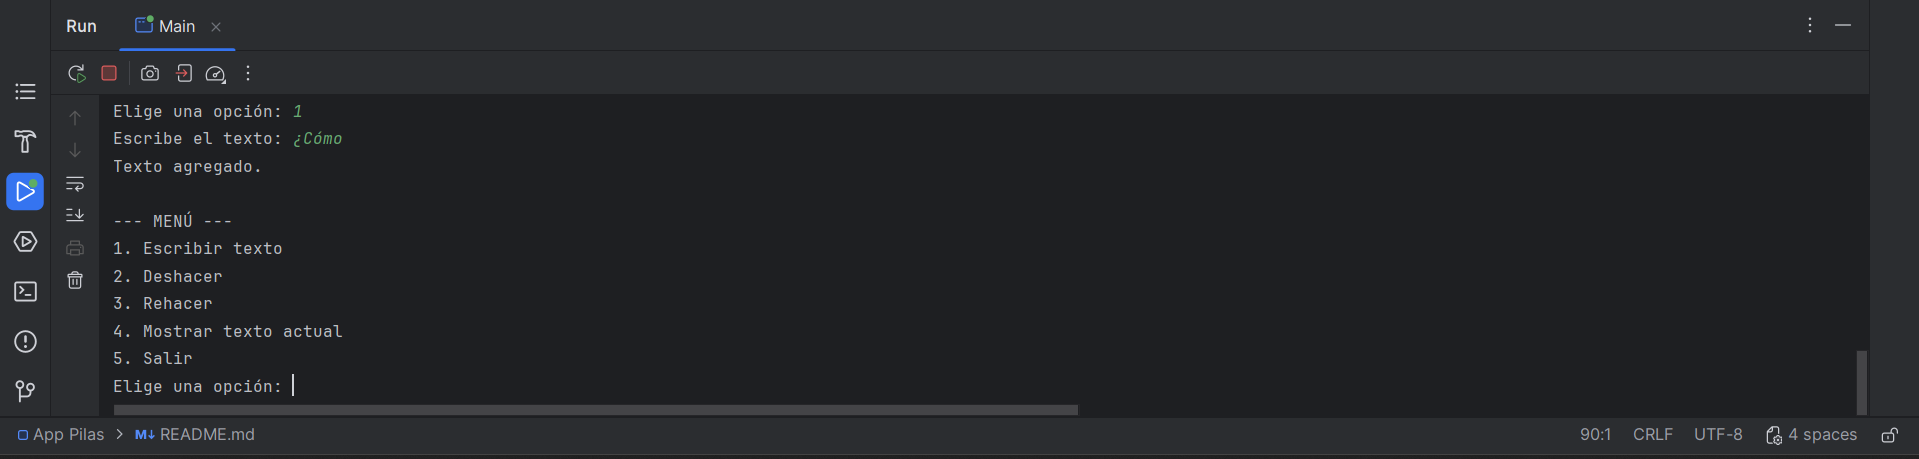 Run Main
Elige una opción: 1
Escribe el texto: ¿Cómo
Texto agregado.
--- MENÚ ---
1. Escribir texto
2. Deshacer
3. Rehacer
4. Mostrar texto actual
5. Salir
Elige una opción:
App Pilas > M↓ README.md 90:1 CRLF UTF-8 4 spaces